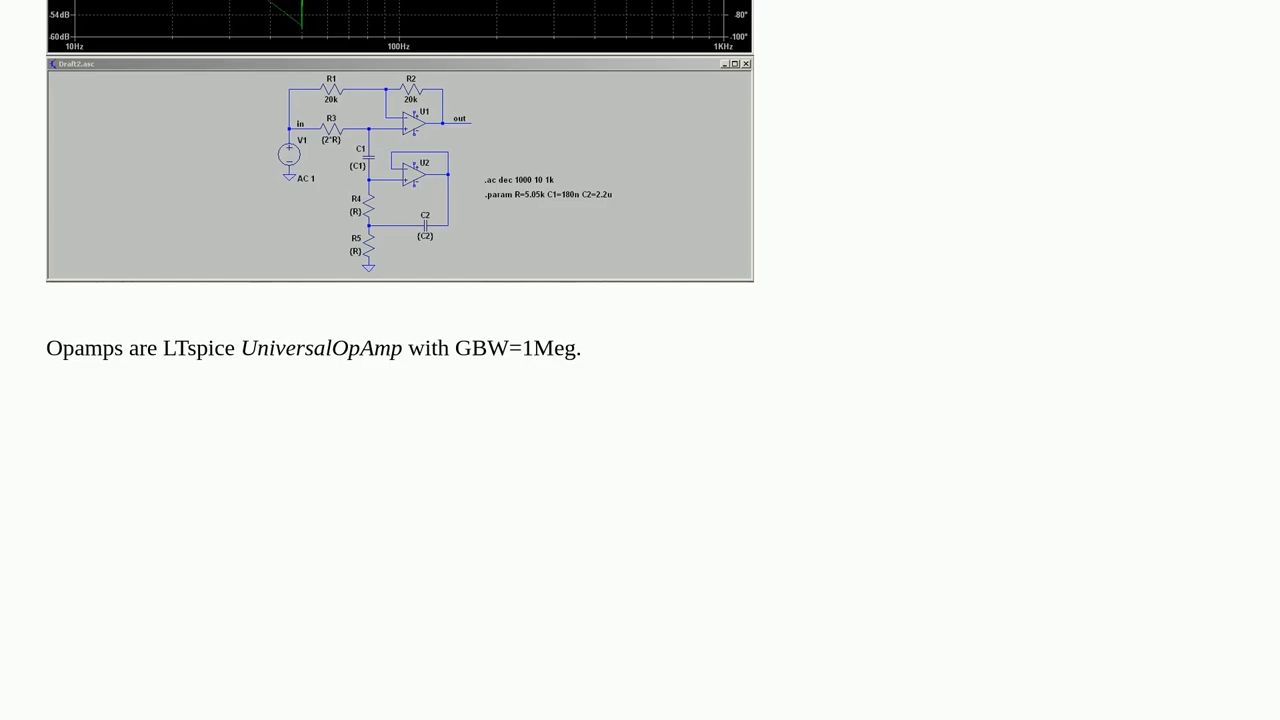 -54dB
-80°
-60dB
-100°
10Hz 100Hz 1KHz
Draft2.asc
R1 R2
20k 20k
U1
out
in R3
{2*R}
V1
C1
{C1}
U2
AC 1
.ac dec 1000 10 1k
.param R=5.05k C1=180n C2=2.2u
R4
{R}
C2
{C2}
R5
{R}
Opamps are LTspice UniversalOpAmp with GBW=1Meg.